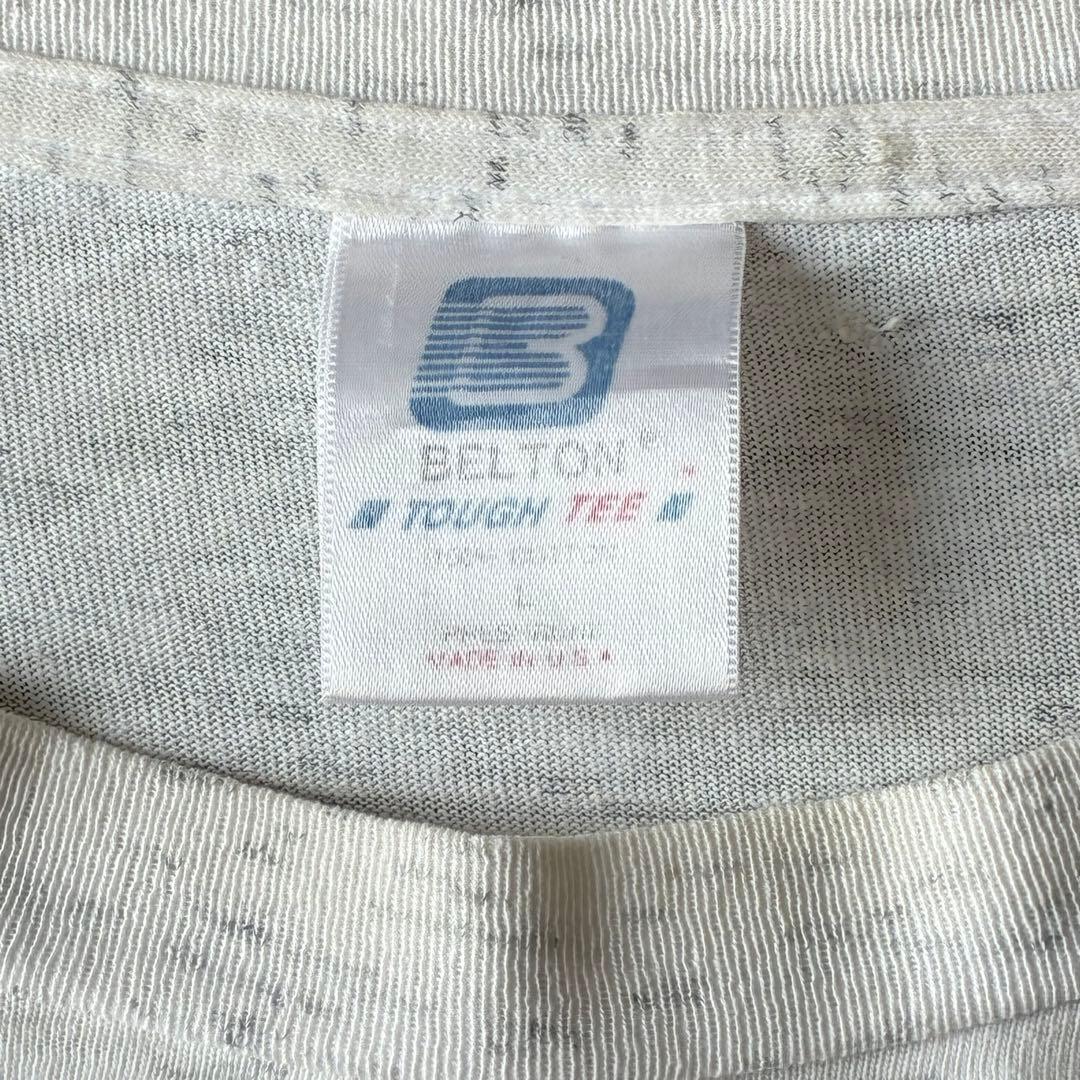 B
BELTON®
TOUGH TEE
L
MADE IN U.S.A